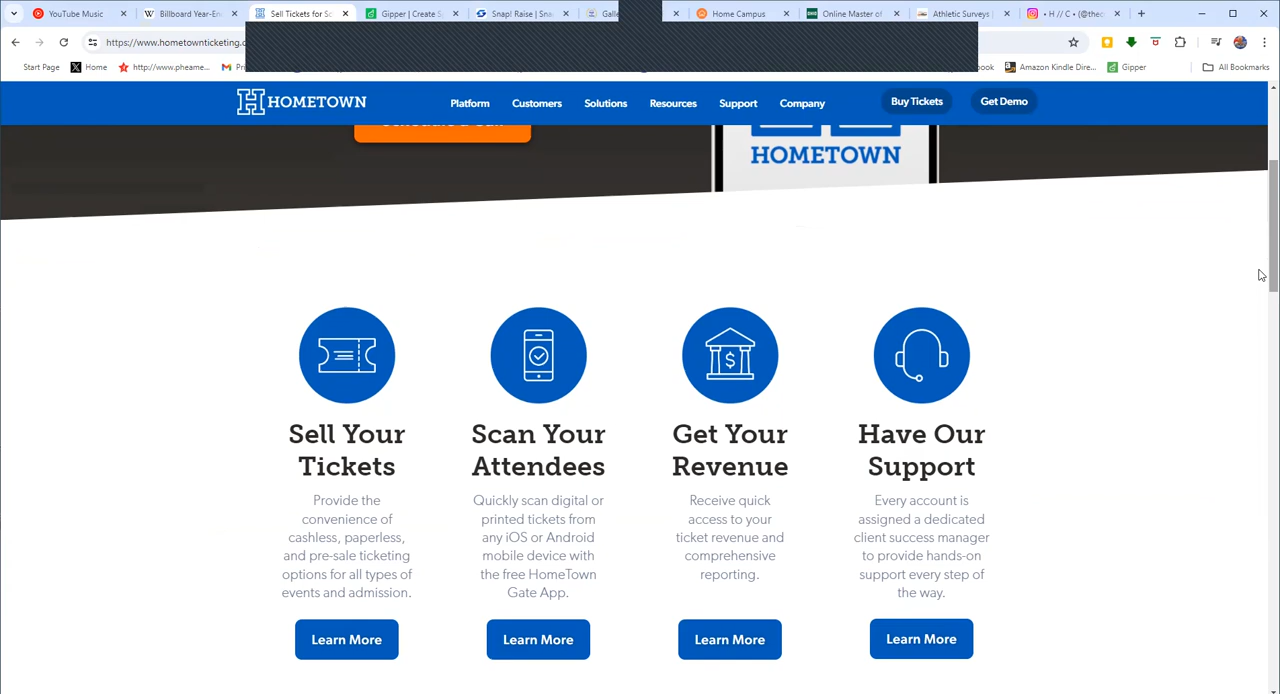 YouTube Music
Billboard Year-En
Sell Tickets for Sc
Gipper | Create S
Snap! Raise | Sna
Galle
Home Campus
Online Master of
Athletic Surveys
• H // C • (@theo
ticketing.c
Start Page
Home
http://www.pheame...
Amazon Kindle Dire...
Gipper
All Bookmarks
HOMETOWN
Platform
Customers
Solutions
Resources
Support
Company
Buy Tickets
Get Demo
HOMETOWN
Sell Your
Tickets
Provide the
convenience of
cashless, paperless,
and pre-sale ticketing
options for all types of
events and admission.
Learn More
Scan Your
Attendees
Quickly scan digital or
printed tickets from
any iOS or Android
mobile device with
the free HomeTown
Gate App.
Learn More
Get Your
Revenue
Receive quick
access to your
ticket revenue and
comprehensive
reporting.
Learn More
Have Our
Support
Every account is
assigned a dedicated
client success manager
to provide hands-on
support every step of
the way.
Learn More